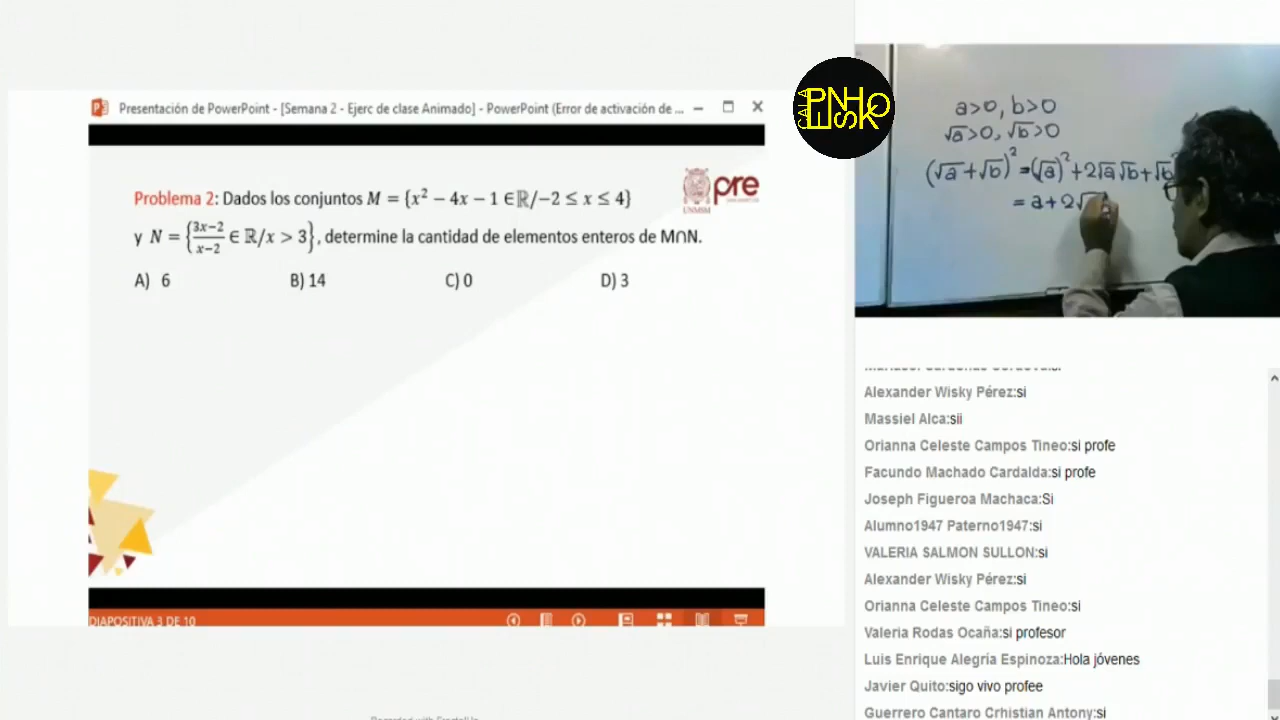 Presentación de PowerPoint - [Semana 2 - Ejerc de clase Animado] - PowerPoint (Error de activación de ...
Problema 2: Dados los conjuntos M = {x² − 4x − 1 ∈ ℝ/−2 ≤ x ≤ 4}
y N = {(3x−2)/(x−2) ∈ ℝ/x > 3}, determine la cantidad de elementos enteros de M∩N.
A) 6 B) 14 C) 0 D) 3
UNMSM
pre
DIAPOSITIVA 3 DE 10
a>0, b>0
√a>0, √b>0
(√a+√b)² = (√a)² + 2√a√b + √b
= a + 2√
Alexander Wisky Pérez:si
Massiel Alca:sii
Orianna Celeste Campos Tineo:si profe
Facundo Machado Cardalda:si profe
Joseph Figueroa Machaca:Si
Alumno1947 Paterno1947:si
VALERIA SALMON SULLON:si
Alexander Wisky Pérez:si
Orianna Celeste Campos Tineo:si
Valeria Rodas Ocaña:si profesor
Luis Enrique Alegría Espinoza:Hola jóvenes
Javier Quito:sigo vivo profee
Guerrero Cantaro Crhistian Antony:si